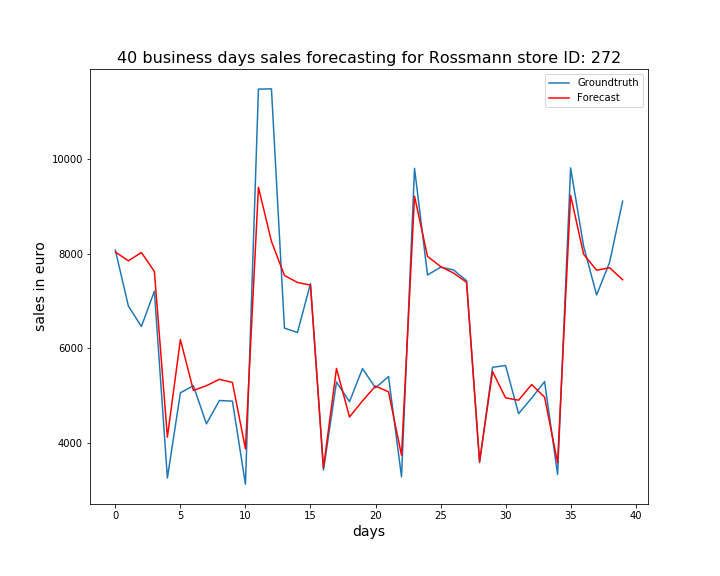 40 business days sales forecasting for Rossmann store ID: 272
Groundtruth
Forecast
sales in euro
10000
8000
6000
4000
0 5 10 15 20 25 30 35 40
days